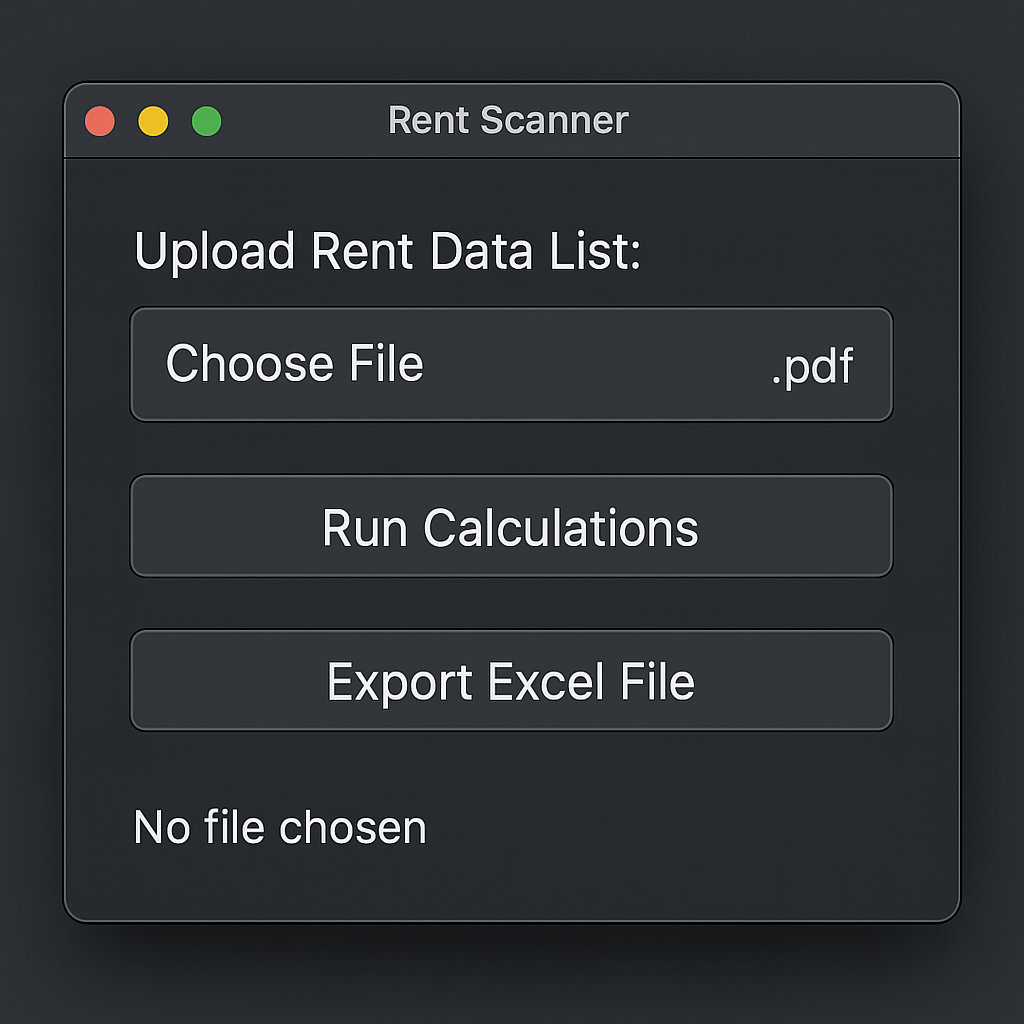 Rent Scanner
Upload Rent Data List:
Choose File .pdf
Run Calculations
Export Excel File
No file chosen